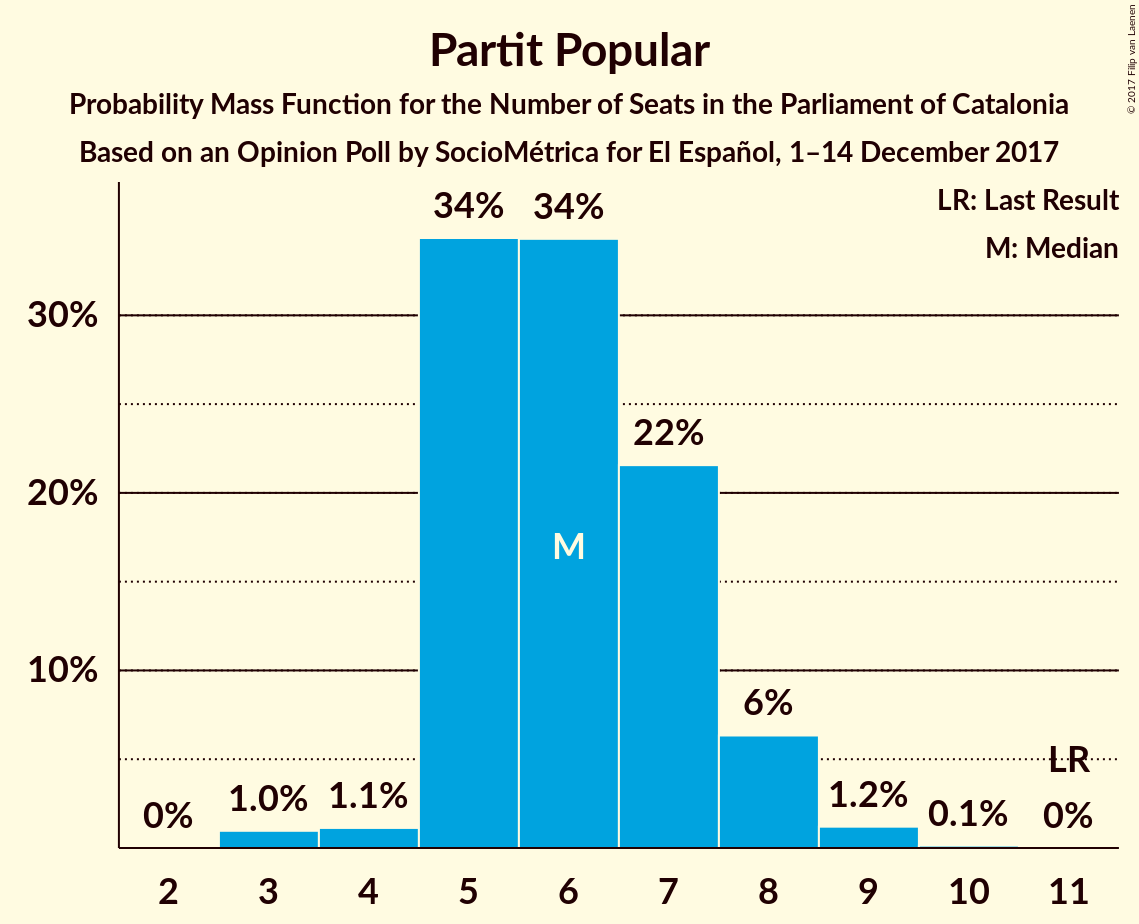 Partit Popular
Probability Mass Function for the Number of Seats in the Parliament of Catalonia
Based on an Opinion Poll by SocioMétrica for El Español, 1–14 December 2017
© 2017 Filip van Laenen
LR: Last Result
M: Median
34% 34%
30%
22%
20%
M
10%
6%
LR
0% 1.0% 1.1% 1.2% 0.1% 0%
2 3 4 5 6 7 8 9 10 11